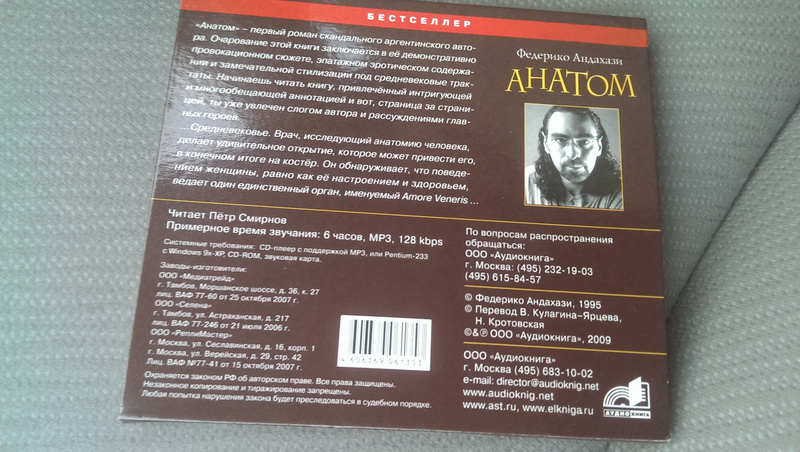 БЕСТСЕЛЛЕР
«Анатом» – первый роман скандального аргентинского авто-
ра. Очарование этой книги заключается в её демонстративно
провокационном сюжете, эпатажном эротическом содержа-
нии и замечательной стилизации под средневековые трак-
таты. Начинаешь читать книгу, привлечённый интригующей
и многообещающей аннотацией и вот, страница за страни-
цей, ты уже увлечен слогом автора и рассуждениями глав-
ных героев.
...Средневековье. Врач, исследующий анатомию человека,
делает удивительное открытие, которое может привести его,
в конечном итоге на костёр. Он обнаруживает, что поведе-
нием женщины, равно как её настроением и здоровьем,
ведает один единственный орган, именуемый Amore Veneris ...
Федерико Андахази
АНАТОМ
Читает Пётр Смирнов
Примерное время звучания: 6 часов, MP3, 128 kbps
Системные требования: CD-плеер с поддержкой MP3, или Pentium-233
с Windows 9x-XP, CD-ROM, звуковая карта.
Заводы-изготовители:
ООО «Медиатрейд»
г. Тамбов, Моршанское шоссе, д. 36, к. 27
лиц. ВАФ 77-60 от 25 октября 2007 г.
ООО «Селена»
г. Тамбов, ул. Астраханская, д. 217
лиц. ВАФ 77-246 от 21 июля 2006 г.
ООО «РеплиМастер»
г. Москва, ул. Сеславинская, д. 16, корп. 1
г. Москва, ул. Верейская, д. 29, стр. 42
Лиц. ВАФ №77-41 от 15 октября 2007 г.
Охраняется законом РФ об авторском праве. Все права защищены.
Незаконное копирование и тиражирование запрещены.
Любая попытка нарушения закона будет преследоваться в судебном порядке.
По вопросам распространения
обращаться:
ООО «Аудиокнига»
г. Москва: (495) 232-19-03
(495) 615-84-57
© Федерико Андахази, 1995
© Перевод В. Кулагина-Ярцева,
Н. Кротовская
©&℗ ООО «Аудиокнига», 2009
ООО «Аудиокнига»
г. Москва (495) 683-10-02
e-mail: director@audioknig.net
www.audioknig.net
www.ast.ru, www.elkniga.ru
АУДИОКНИГА